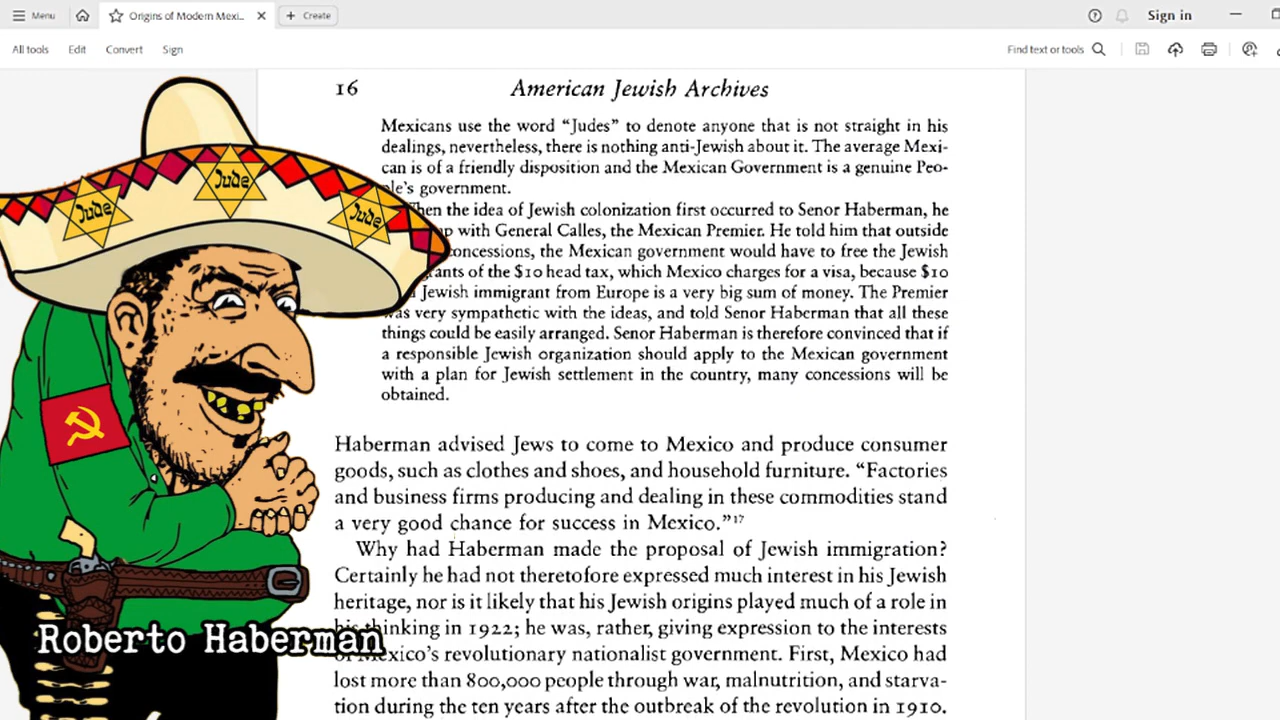 Menu
Origins of Modern Mexi...
Create
Sign in
All tools
Edit
Convert
Sign
Find text or tools
16 American Jewish Archives
Mexicans use the word “Judes” to denote anyone that is not straight in his
dealings, nevertheless, there is nothing anti-Jewish about it. The average Mexi-
can is of a friendly disposition and the Mexican Government is a genuine Peo-
ple's government.
hen the idea of Jewish colonization first occurred to Senor Haberman, he
p with General Calles, the Mexican Premier. He told him that outside
oncessions, the Mexican government would have to free the Jewish
rants of the $10 head tax, which Mexico charges for a visa, because $10
Jewish immigrant from Europe is a very big sum of money. The Premier
was very sympathetic with the ideas, and told Senor Haberman that all these
things could be easily arranged. Senor Haberman is therefore convinced that if
a responsible Jewish organization should apply to the Mexican government
with a plan for Jewish settlement in the country, many concessions will be
obtained.
Haberman advised Jews to come to Mexico and produce consumer
goods, such as clothes and shoes, and household furniture. “Factories
and business firms producing and dealing in these commodities stand
a very good chance for success in Mexico.”17
Why had Haberman made the proposal of Jewish immigration?
Certainly he had not theretofore expressed much interest in his Jewish
heritage, nor is it likely that his Jewish origins played much of a role in
his thinking in 1922; he was, rather, giving expression to the interests
of Mexico's revolutionary nationalist government. First, Mexico had
lost more than 800,000 people through war, malnutrition, and starva-
tion during the ten years after the outbreak of the revolution in 1910.
Jude
Jude
Jude
Roberto Haberman